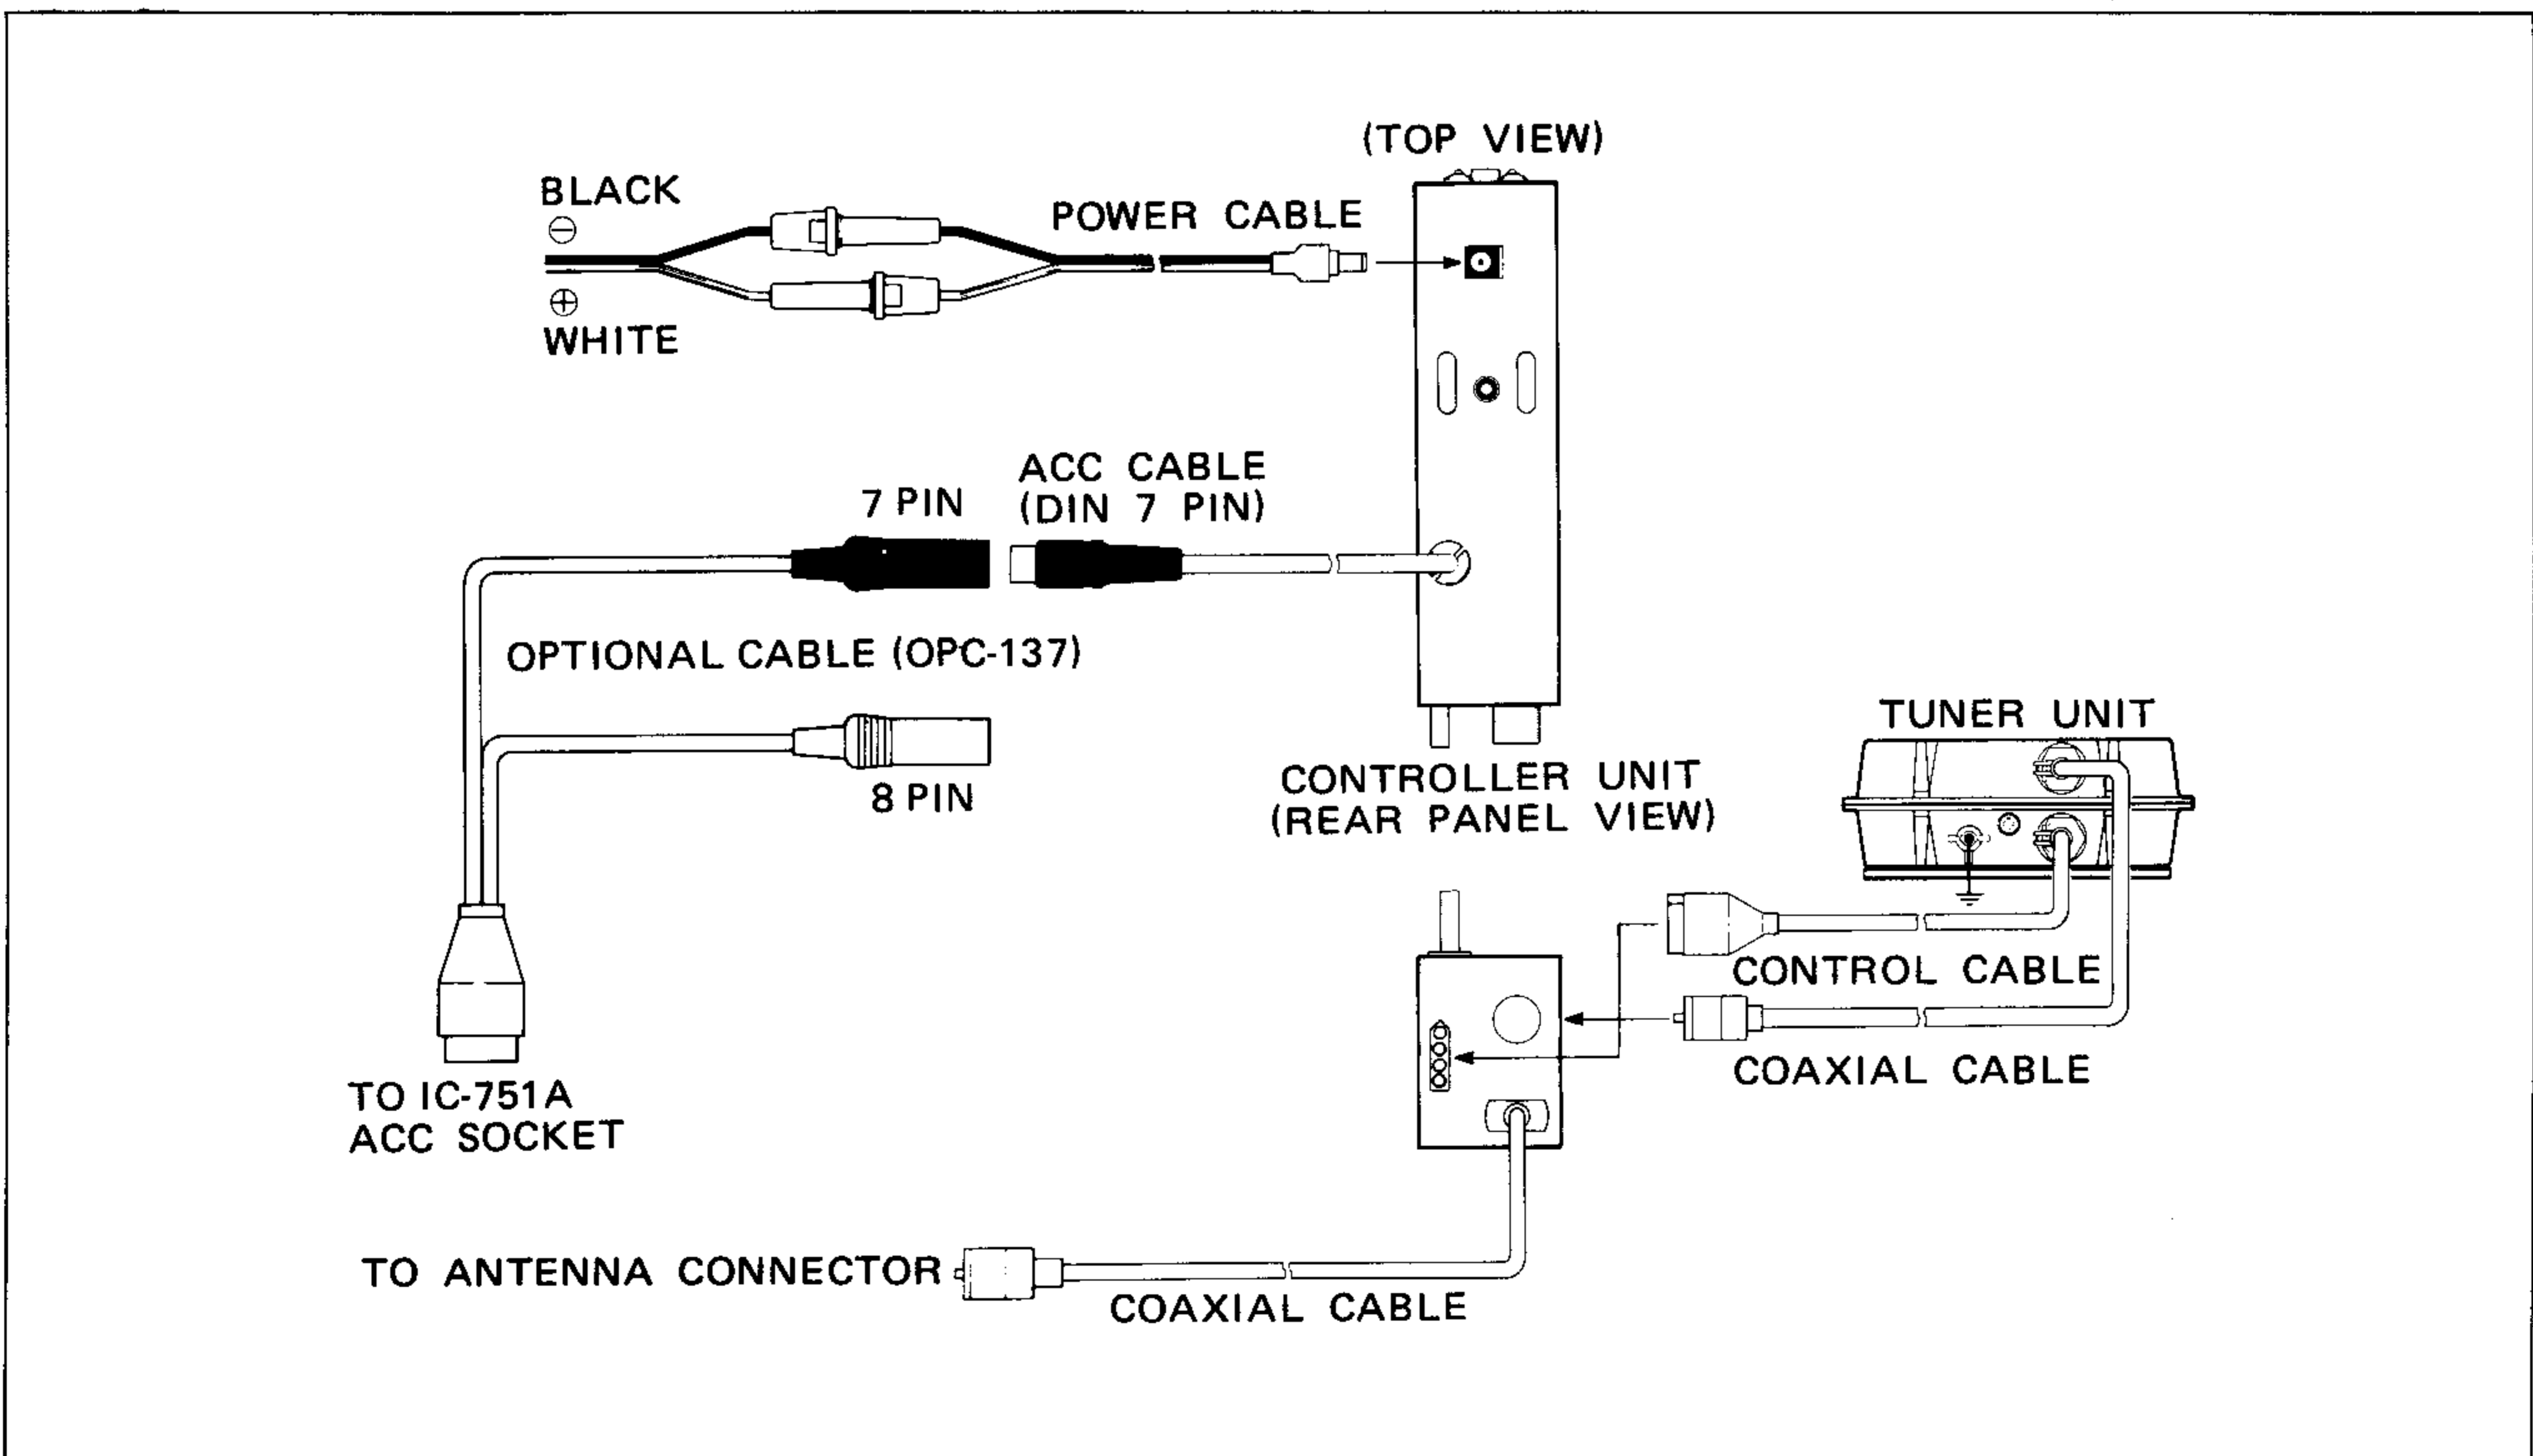 (TOP VIEW)
BLACK
⊖
POWER CABLE
⊕
WHITE
ACC CABLE
(DIN 7 PIN)
7 PIN
OPTIONAL CABLE (OPC-137)
8 PIN
TUNER UNIT
CONTROLLER UNIT
(REAR PANEL VIEW)
CONTROL CABLE
COAXIAL CABLE
TO IC-751A
ACC SOCKET
TO ANTENNA CONNECTOR
COAXIAL CABLE